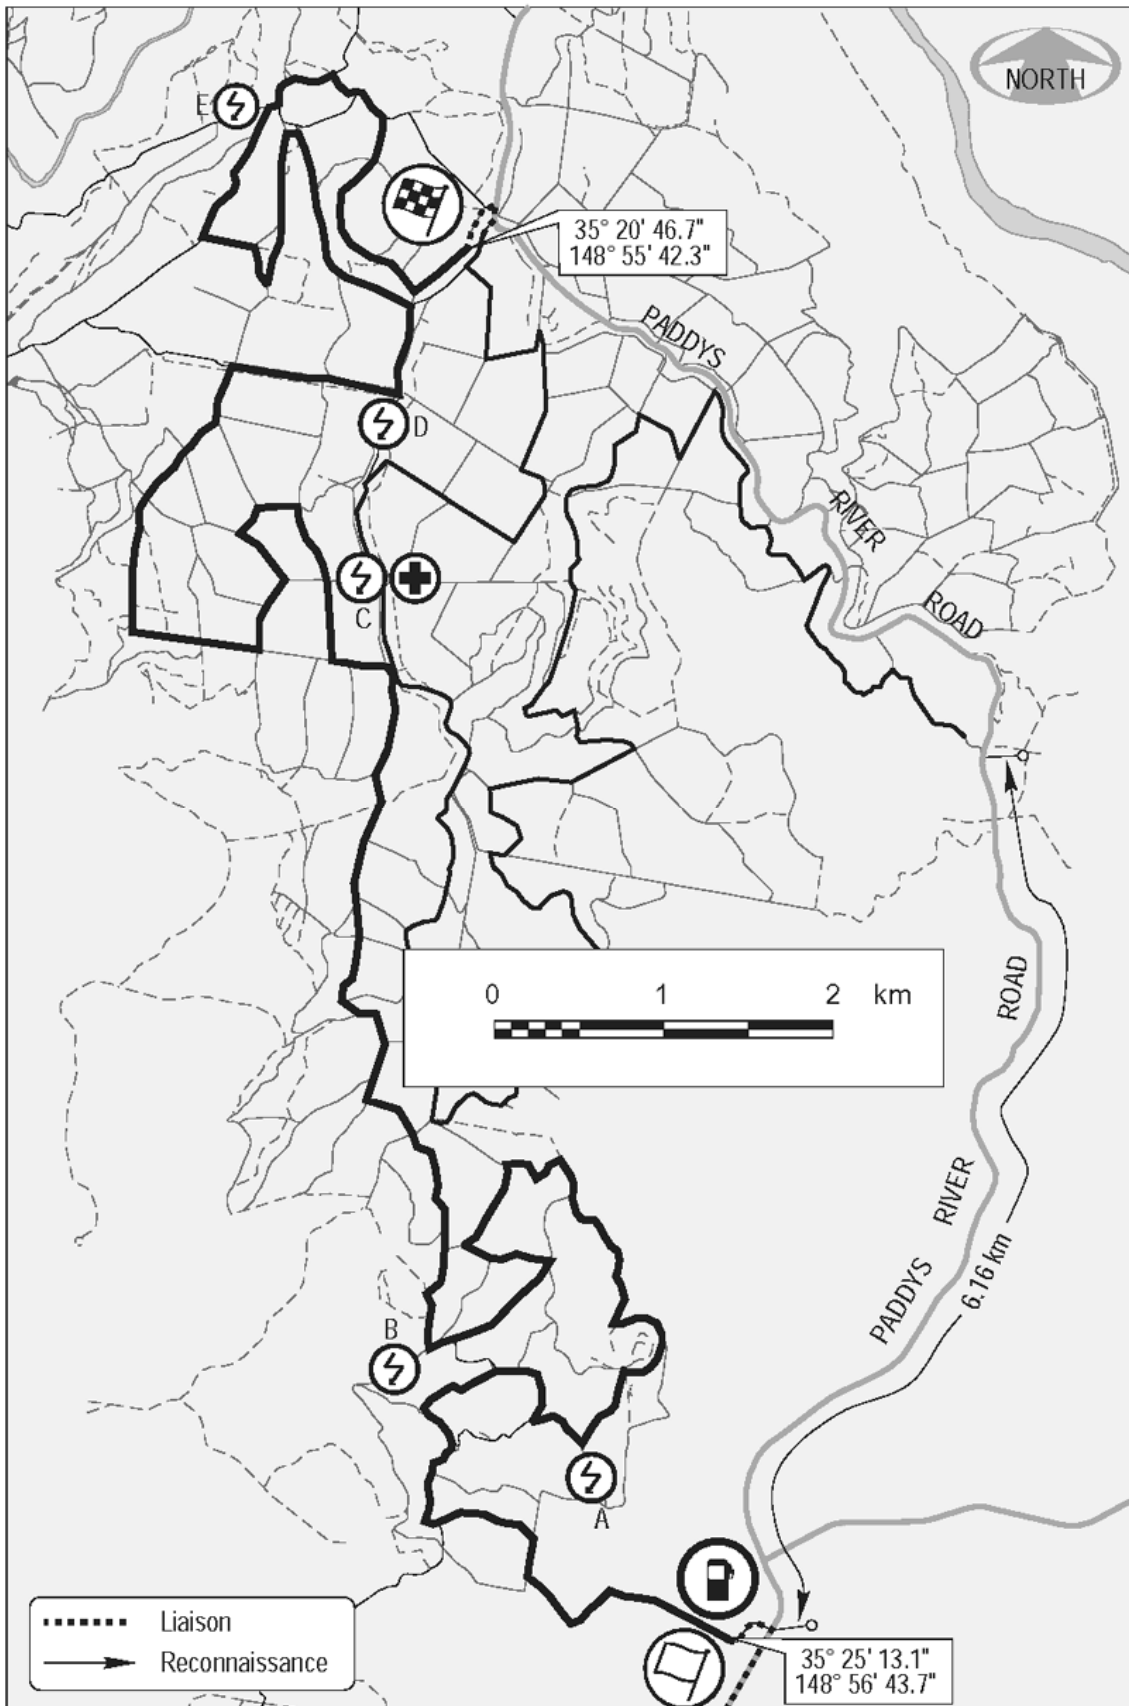 NORTH
E
35° 20' 46.7"
148° 55' 42.3"
PADDYS
D
RIVER
C
ROAD
0 1 2 km
ROAD
RIVER
PADDYS
6.16 km
B
A
Liaison
Reconnaissance
35° 25' 13.1"
148° 56' 43.7"